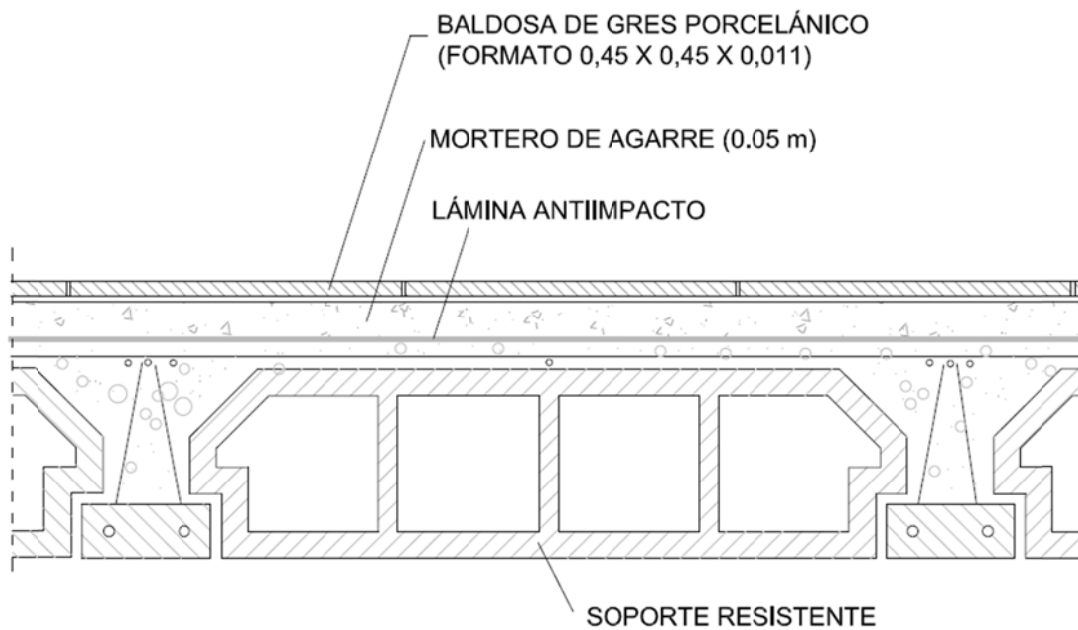 BALDOSA DE GRES PORCELÁNICO
(FORMATO 0,45 X 0,45 X 0,011)
MORTERO DE AGARRE (0.05 m)
LÁMINA ANTIIMPACTO
SOPORTE RESISTENTE